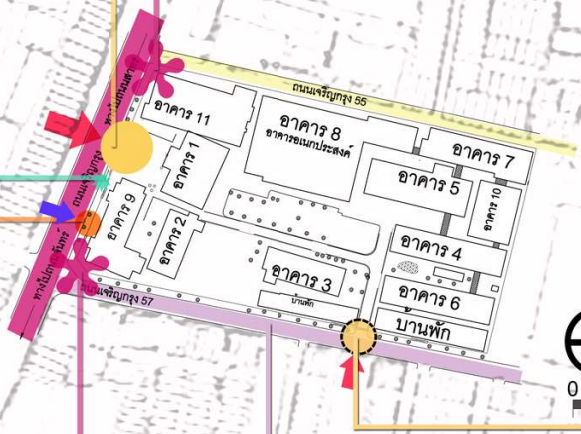 ถนนเจริญกรุง 55
อาคาร 11
อาคาร 8
อาคารอเนกประสงค์
อาคาร 7
อาคาร 1
อาคาร 5
อาคาร 10
ถนนเจริญกรุง
อาคาร 9
อาคาร 2
อาคาร 4
อาคาร 3
บ้านพัก
อาคาร 6
บ้านพัก
ถนนเจริญกรุง 57
0